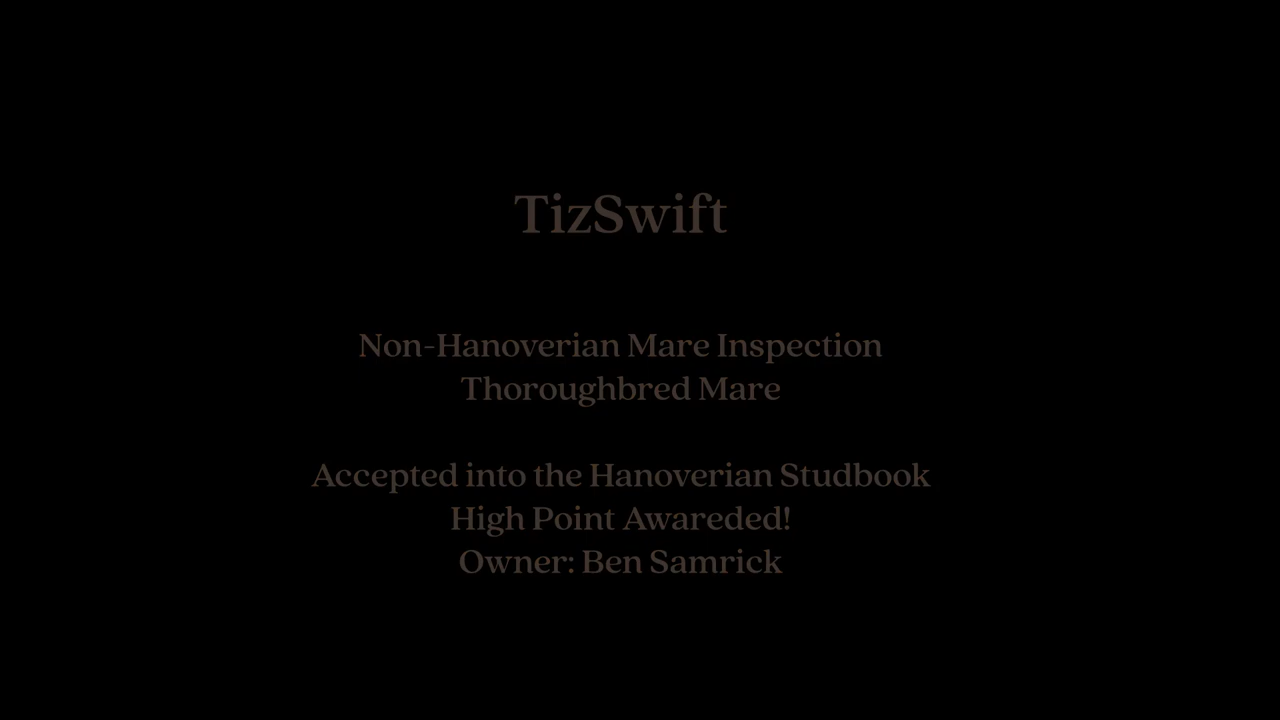 TizSwift
Non-Hanoverian Mare Inspection
Thoroughbred Mare
Accepted into the Hanoverian Studbook
High Point Awareded!
Owner: Ben Samrick